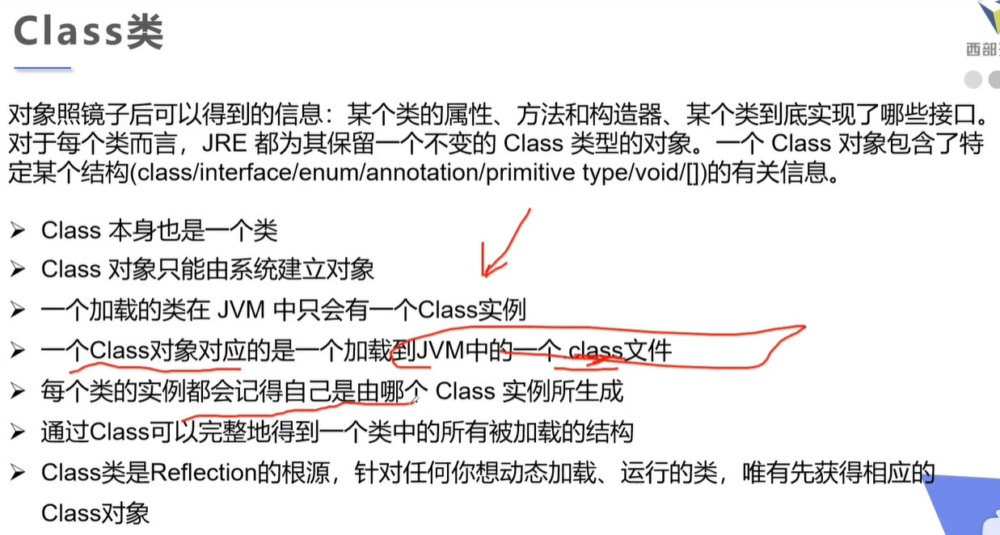 Class类
西部
对象照镜子后可以得到的信息：某个类的属性、方法和构造器、某个类到底实现了哪些接口。
对于每个类而言，JRE 都为其保留一个不变的 Class 类型的对象。一个 Class 对象包含了特
定某个结构(class/interface/enum/annotation/primitive type/void/[])的有关信息。
➢ Class 本身也是一个类
➢ Class 对象只能由系统建立对象
➢ 一个加载的类在 JVM 中只会有一个Class实例
➢ 一个Class对象对应的是一个加载到JVM中的一个.class文件
➢ 每个类的实例都会记得自己是由哪个 Class 实例所生成
➢ 通过Class可以完整地得到一个类中的所有被加载的结构
➢ Class类是Reflection的根源，针对任何你想动态加载、运行的类，唯有先获得相应的
Class对象